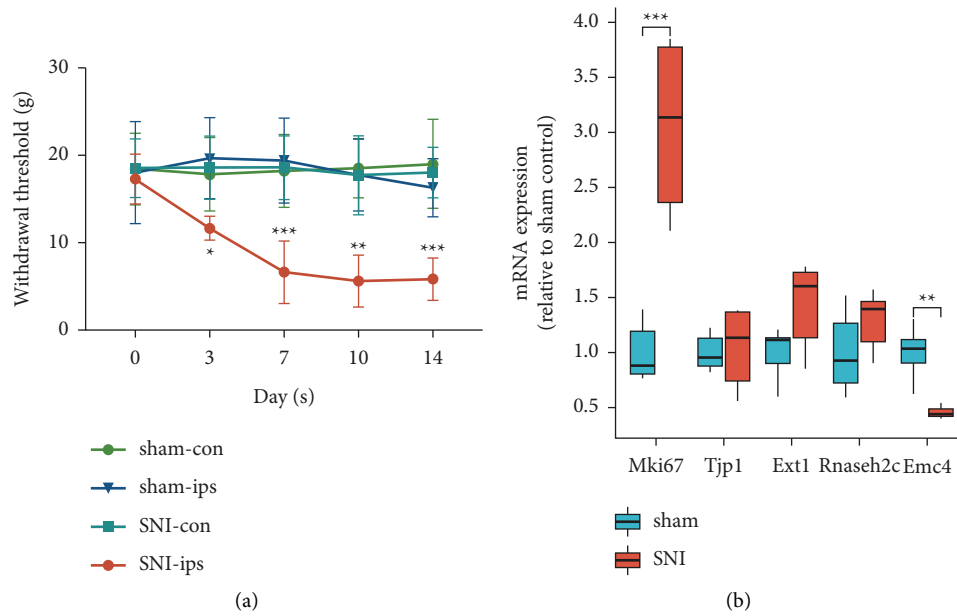 Withdrawal threshold (g)
30
20
10
0
0 3 7 10 14
* *** ** ***
Day (s)
sham-con
sham-ips
SNI-con
SNI-ips
(a)
mRNA expression
(relative to sham control)
4.0
3.5
3.0
2.5
2.0
1.5
1.0
0.5
***
**
Mki67 Tjp1 Ext1 Rnaseh2c Emc4
sham
SNI
(b)